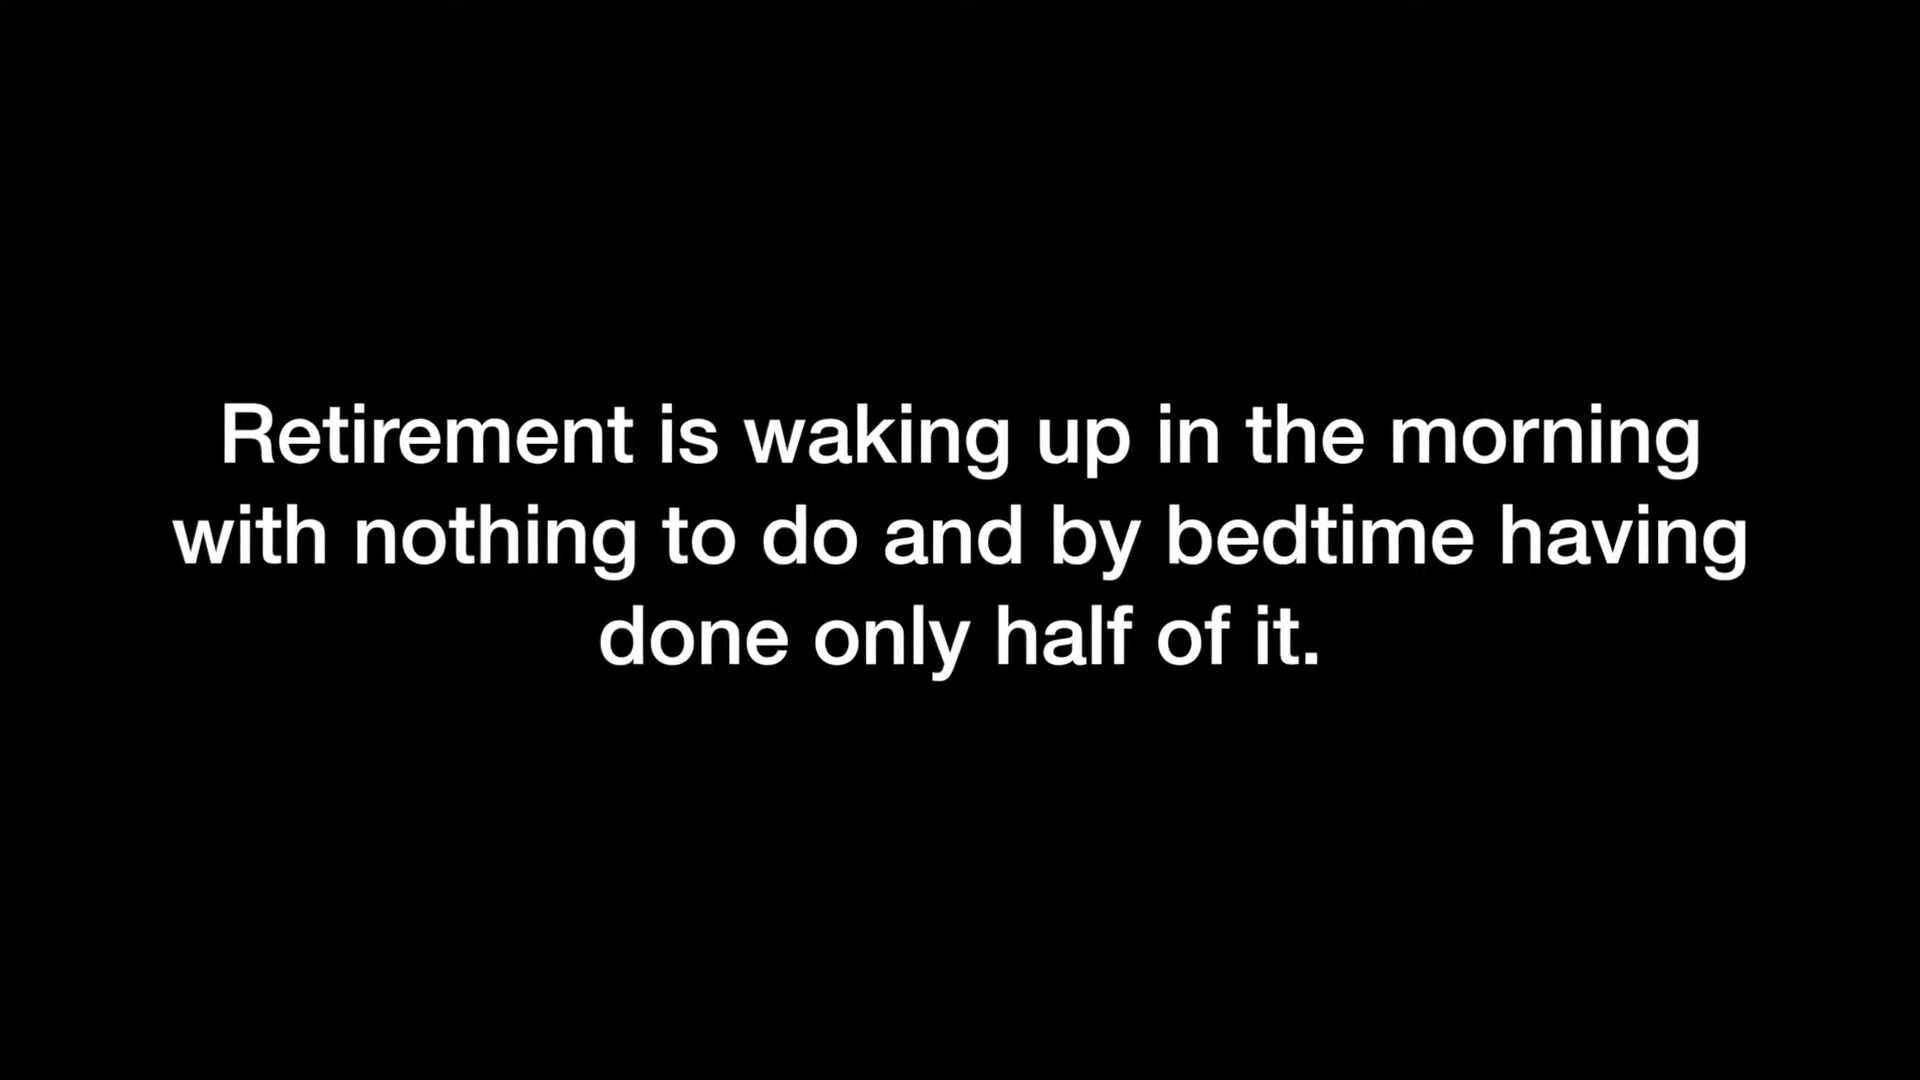 Retirement is waking up in the morning
with nothing to do and by bedtime having
done only half of it.